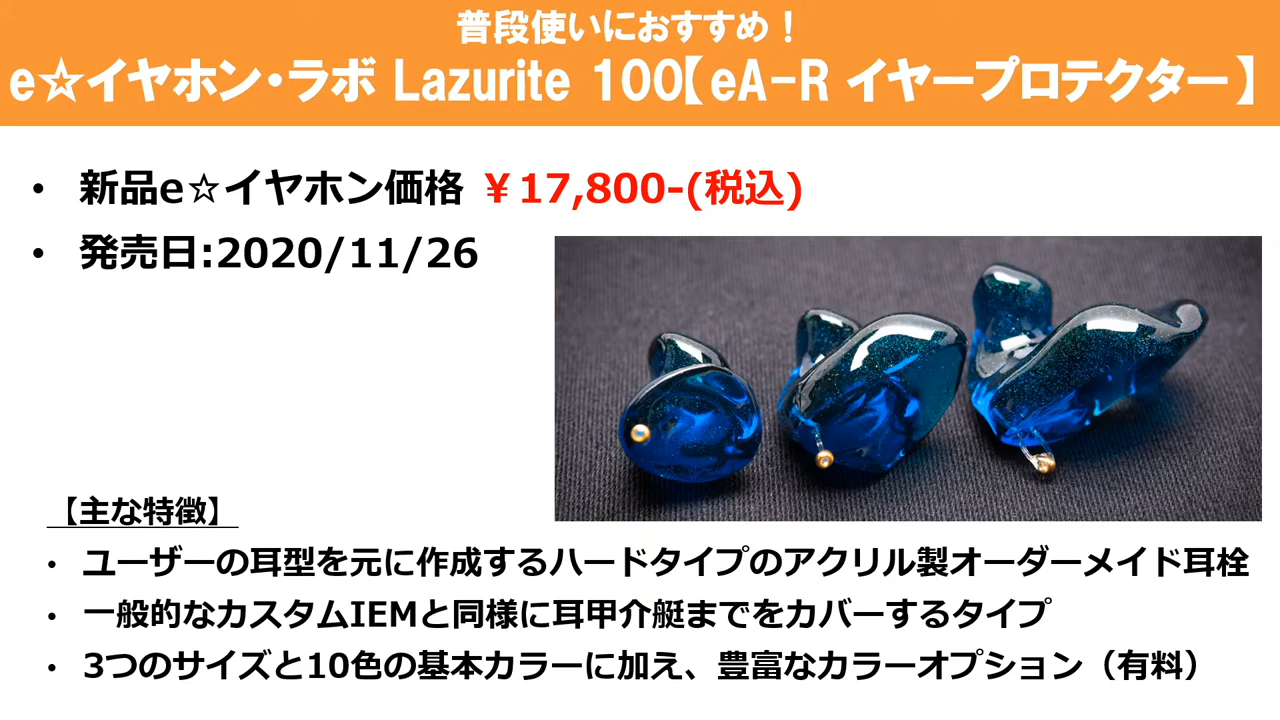 普段使いにおすすめ！
e☆イヤホン・ラボ Lazurite 100【eA-R イヤープロテクター】
• 新品e☆イヤホン価格 ￥17,800-(税込)
• 発売日:2020/11/26
【主な特徴】
• ユーザーの耳型を元に作成するハードタイプのアクリル製オーダーメイド耳栓
• 一般的なカスタムIEMと同様に耳甲介艇までをカバーするタイプ
• 3つのサイズと10色の基本カラーに加え、豊富なカラーオプション（有料）